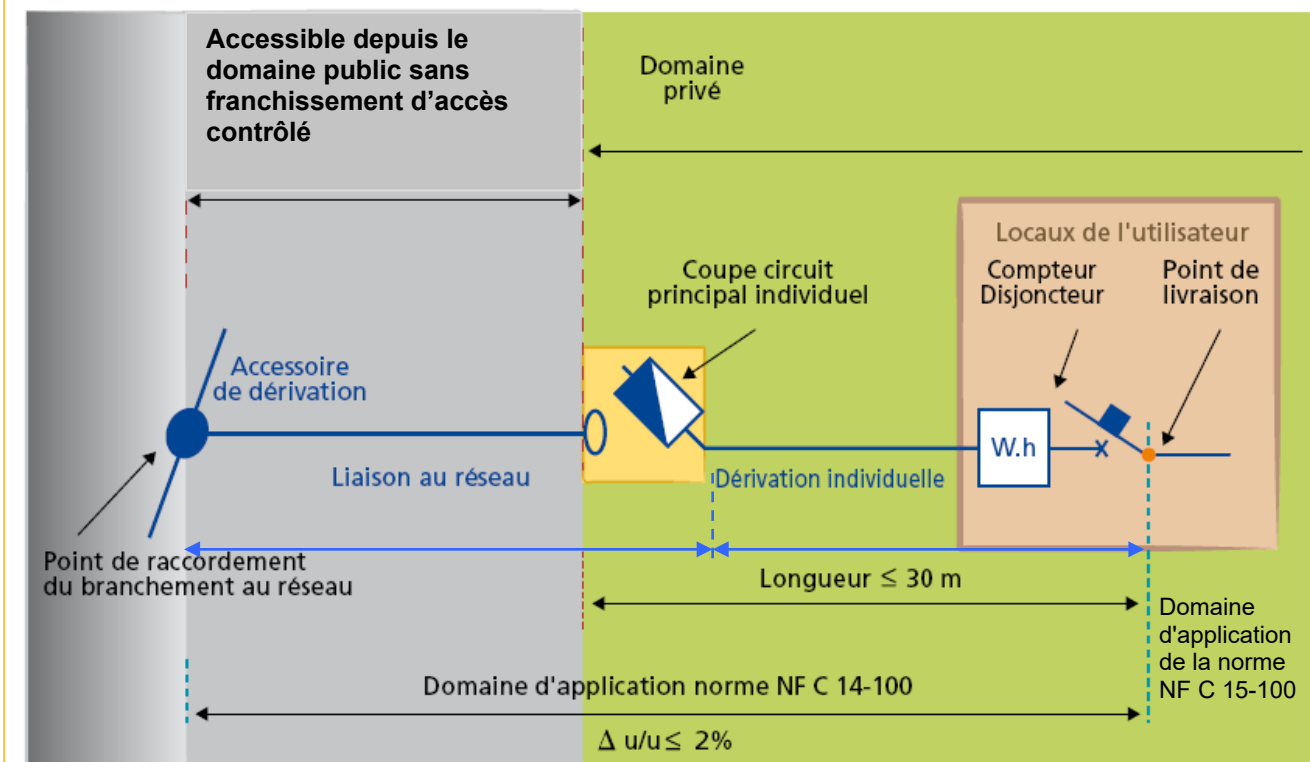 Accessible depuis le
domaine public sans
franchissement d'accès
contrôlé
Domaine
privé
Locaux de l'utilisateur
Coupe circuit
principal individuel
Compteur
Disjoncteur
Point de
livraison
Accessoire
de dérivation
W.h
Liaison au réseau
Dérivation individuelle
Point de raccordement
du branchement au réseau
Longueur ≤ 30 m
Domaine
d'application
de la norme
NF C 15-100
Domaine d'application norme NF C 14-100
Δ u/u ≤ 2%